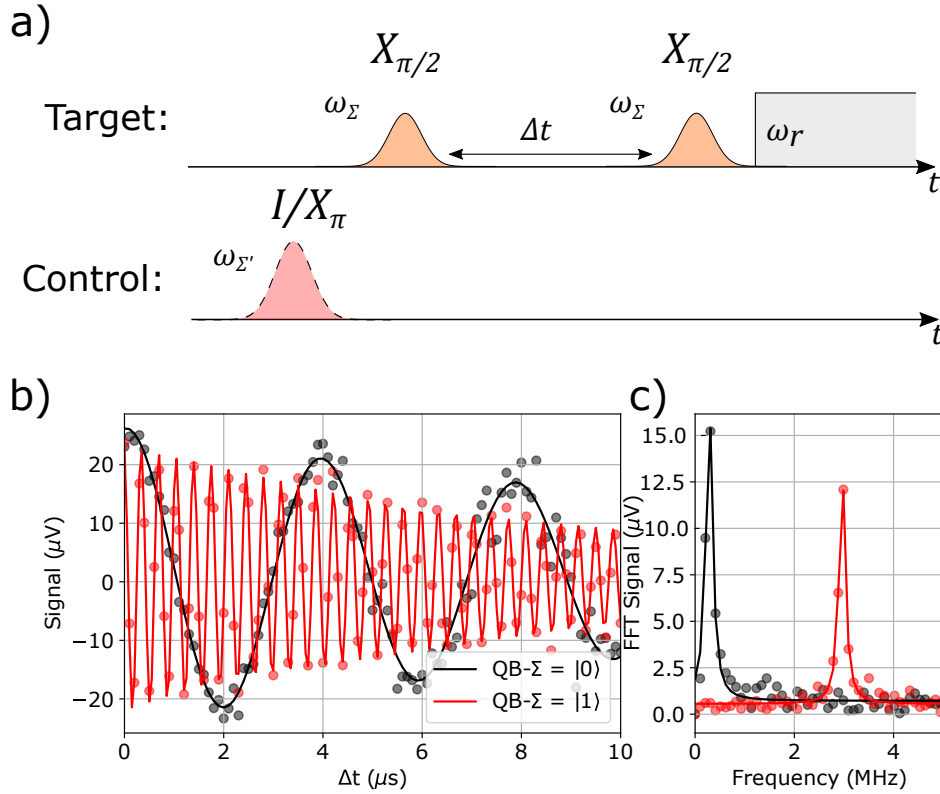 a)
X_{π/2} X_{π/2}
Target: ω_Σ Δt ω_Σ ω_r
t
I/X_π
Control: ω_{Σ'}
t
b)
Signal (μV)
20
10
0
−10
−20
QB-Σ = |0⟩
QB-Σ = |1⟩
0 2 4 6 8 10
Δt (μs)
c)
FFT Signal (μV)
15.0
12.5
10.0
7.5
5.0
2.5
0.0
0 2 4
Frequency (MHz)